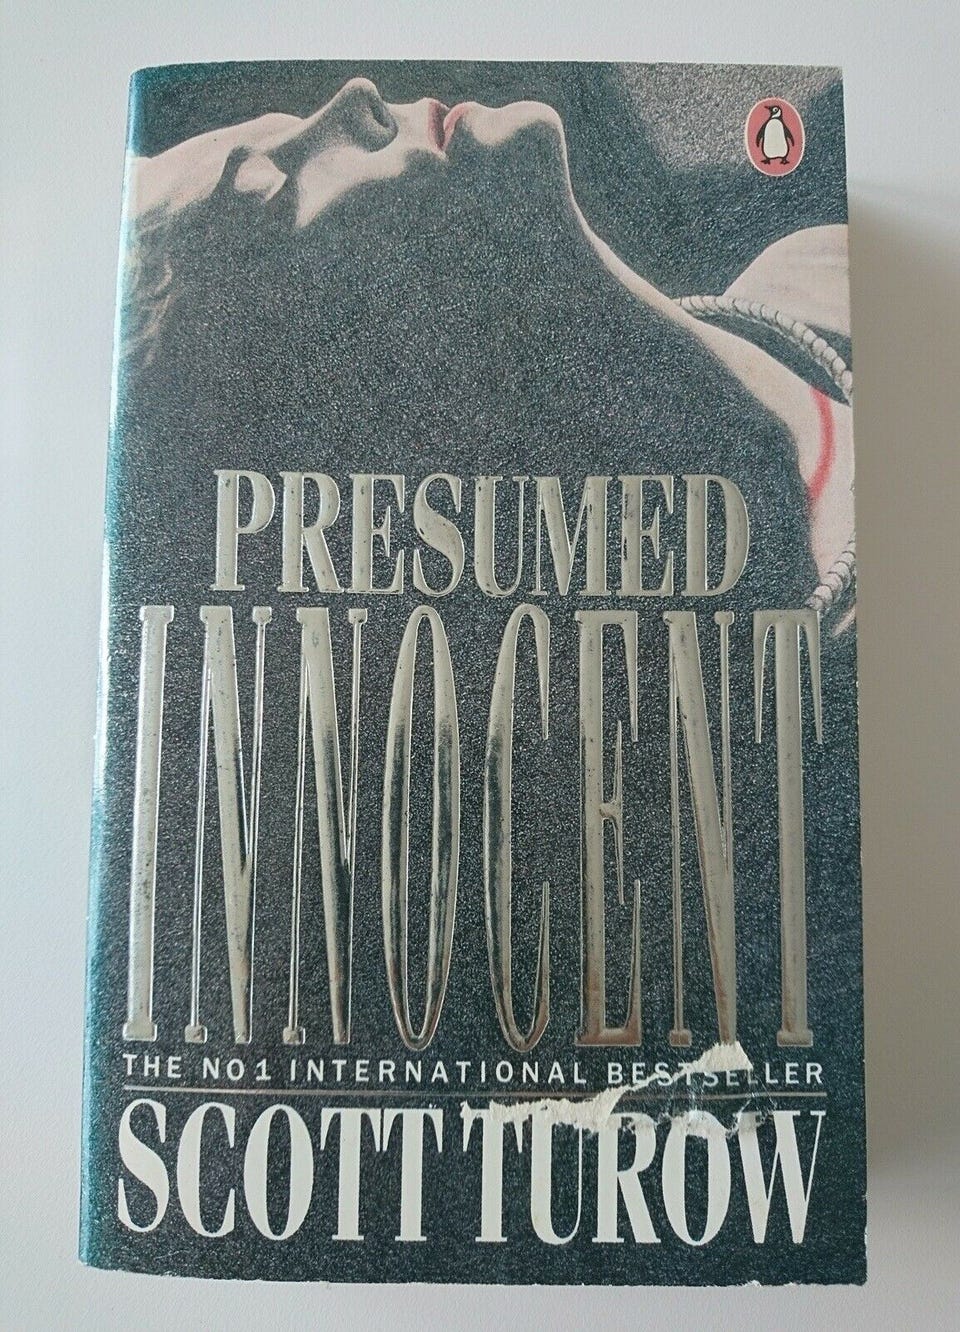 PRESUMED
INNOCENT
THE NO1 INTERNATIONAL BESTSELLER
SCOTT TUROW